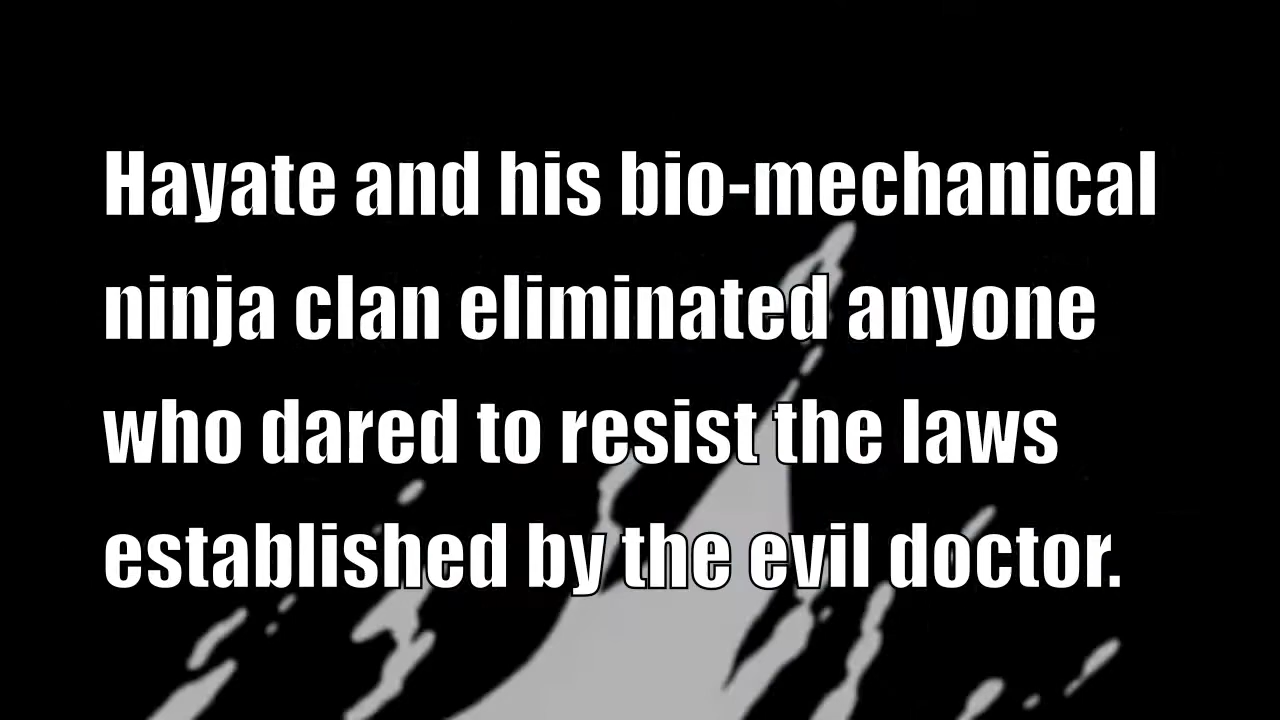 Hayate and his bio-mechanical
ninja clan eliminated anyone
who dared to resist the laws
established by the evil doctor.